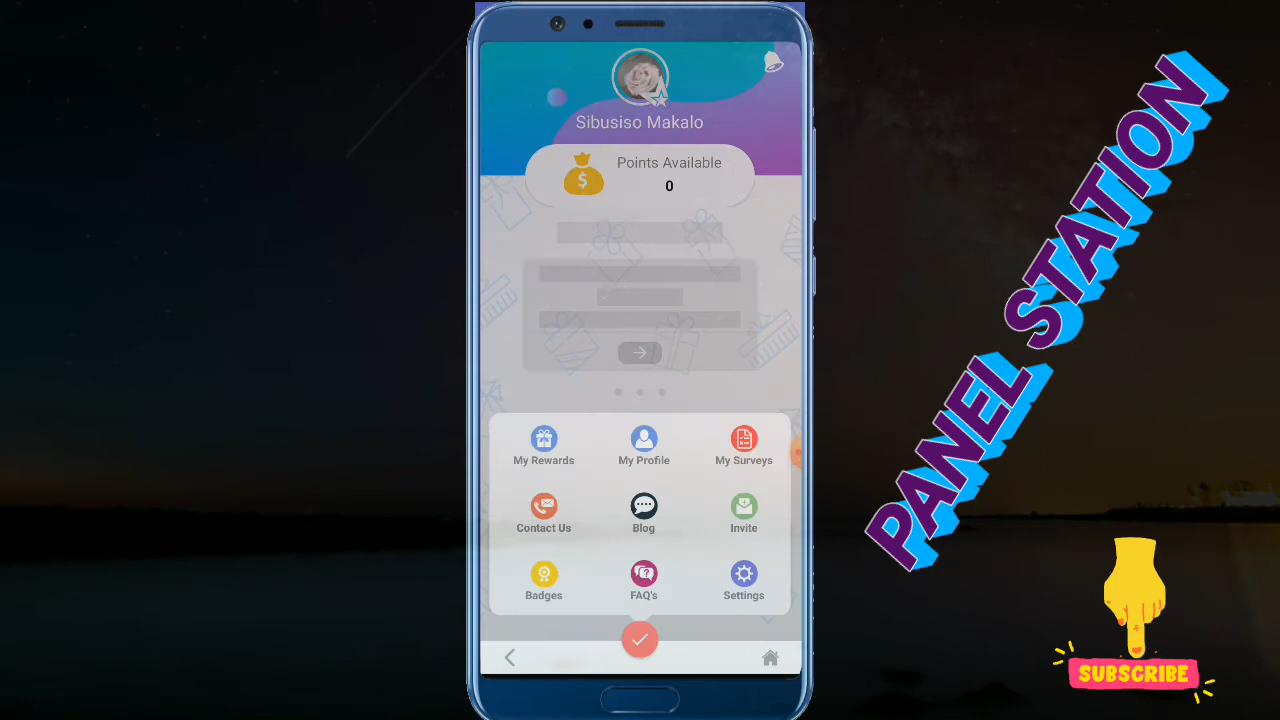 Sibusiso Makalo
Points Available
0
My Rewards
My Profile
My Surveys
Contact Us
Blog
Invite
Badges
FAQ's
Settings
PANEL STATION
SUBSCRIBE